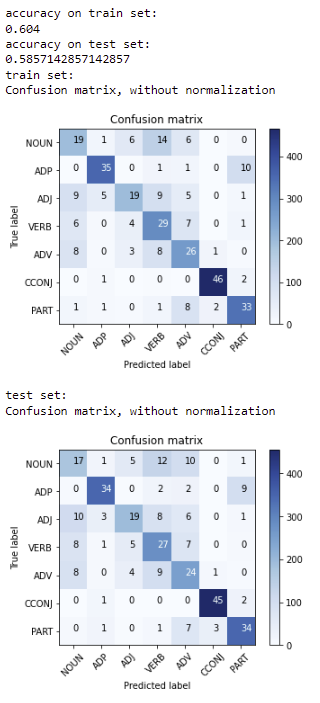 accuracy on train set:
0.604
accuracy on test set:
0.5857142857142857
train set:
Confusion matrix, without normalization
Confusion matrix
NOUN 19 1 6 14 6 0 0
ADP 0 35 0 1 1 0 10
ADJ 9 5 19 9 5 0 1
VERB 6 0 4 29 7 0 1
ADV 8 0 3 8 26 1 0
CCONJ 0 1 0 0 0 46 2
PART 1 1 0 1 8 2 33
NOUN ADP ADJ VERB ADV CCONJ PART
True label
Predicted label
400
300
200
100
0
test set:
Confusion matrix, without normalization
Confusion matrix
NOUN 17 1 5 12 10 0 1
ADP 0 34 0 2 2 0 9
ADJ 10 3 19 8 6 0 1
VERB 8 1 5 27 7 0 0
ADV 8 0 4 9 24 1 0
CCONJ 0 1 0 0 0 45 2
PART 0 1 0 1 7 3 34
NOUN ADP ADJ VERB ADV CCONJ PART
True label
Predicted label
400
300
200
100
0